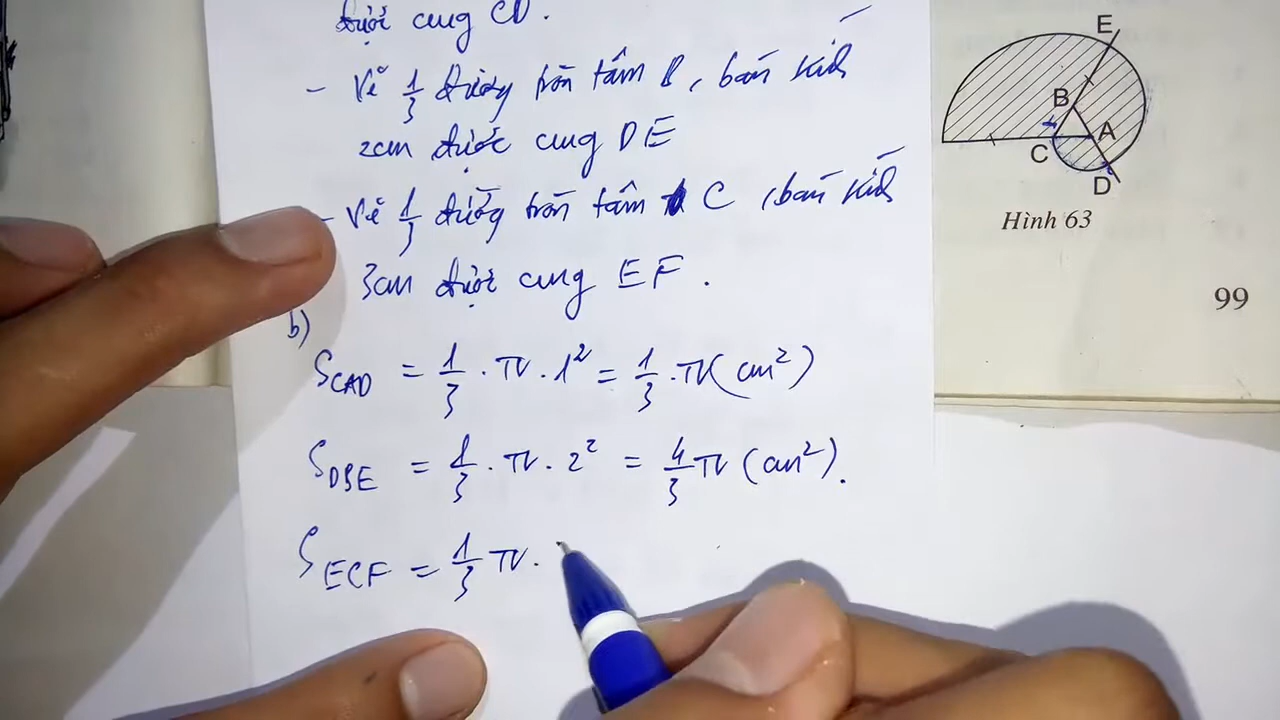 được cung CD.
- Vẽ 1/3 đường tròn tâm B, bán kính
2cm được cung DE
- Vẽ 1/3 đường tròn tâm C, bán kính
3cm được cung EF.
b)
S_CAD = 1/3 . π . 1² = 1/3 . π (cm²)
S_DBE = 1/3 . π . 2² = 4/3 π (cm²).
S_ECF = 1/3 π .
E
B
A
C
D
Hình 63
99